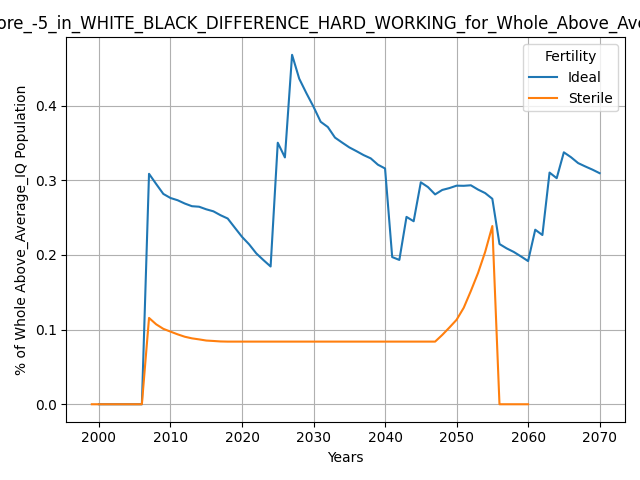 ore_-5_in_WHITE_BLACK_DIFFERENCE_HARD_WORKING_for_Whole_Above_Ave
Fertility
Ideal
Sterile
% of Whole Above_Average_IQ Population
0.4
0.3
0.2
0.1
0.0
2000 2010 2020 2030 2040 2050 2060 2070
Years